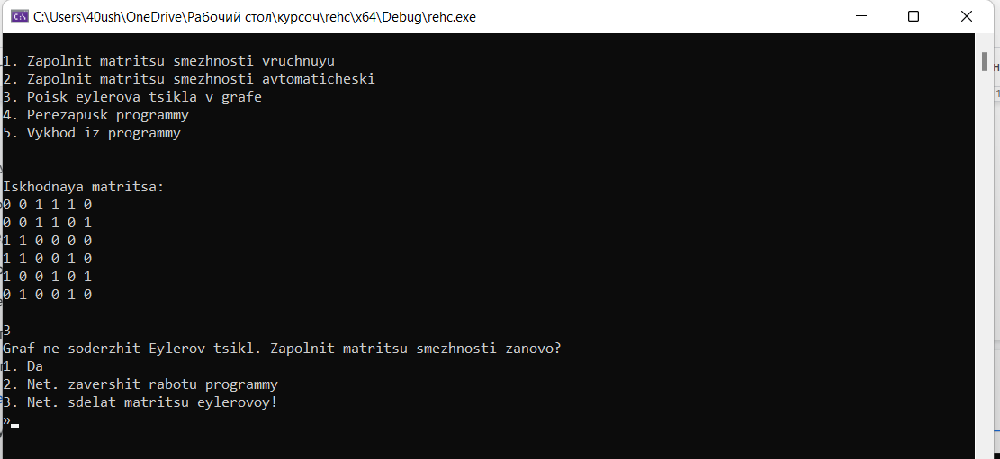 C:\Users\40ush\OneDrive\Рабочий стол\курсоч\rehc\x64\Debug\rehc.exe
1. Zapolnit matritsu smezhnosti vruchnuyu
2. Zapolnit matritsu smezhnosti avtomaticheski
3. Poisk eylerova tsikla v grafe
4. Perezapusk programmy
5. Vykhod iz programmy
Iskhodnaya matritsa:
0 0 1 1 1 0
0 0 1 1 0 1
1 1 0 0 0 0
1 1 0 0 1 0
1 0 0 1 0 1
0 1 0 0 1 0
3
Graf ne soderzhit Eylerov tsikl. Zapolnit matritsu smezhnosti zanovo?
1. Da
2. Net. zavershit rabotu programmy
3. Net. sdelat matritsu eylerovoy!
»